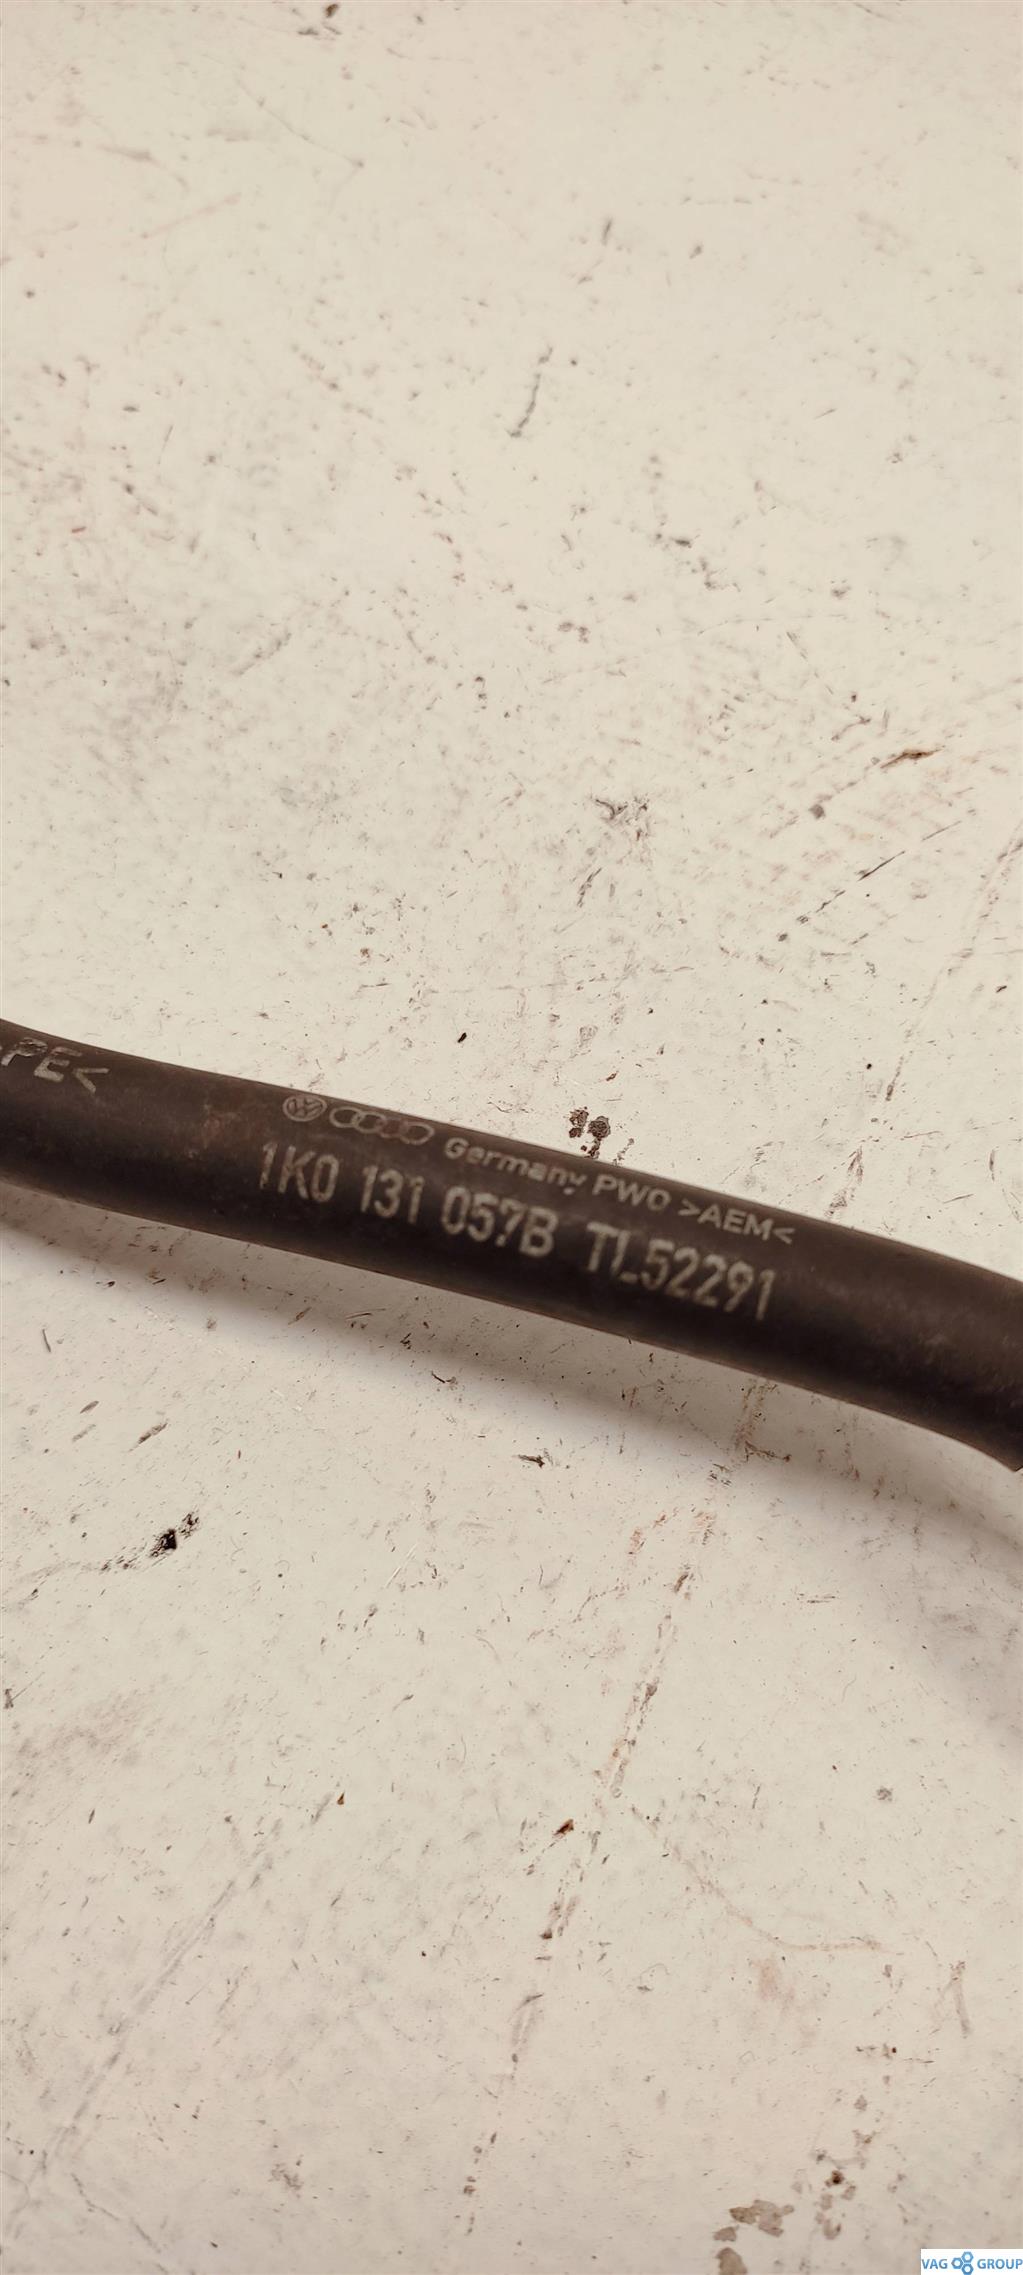 PE<
Germany PWO >AEM<
1K0 131 057B TL52291
VAG GROUP